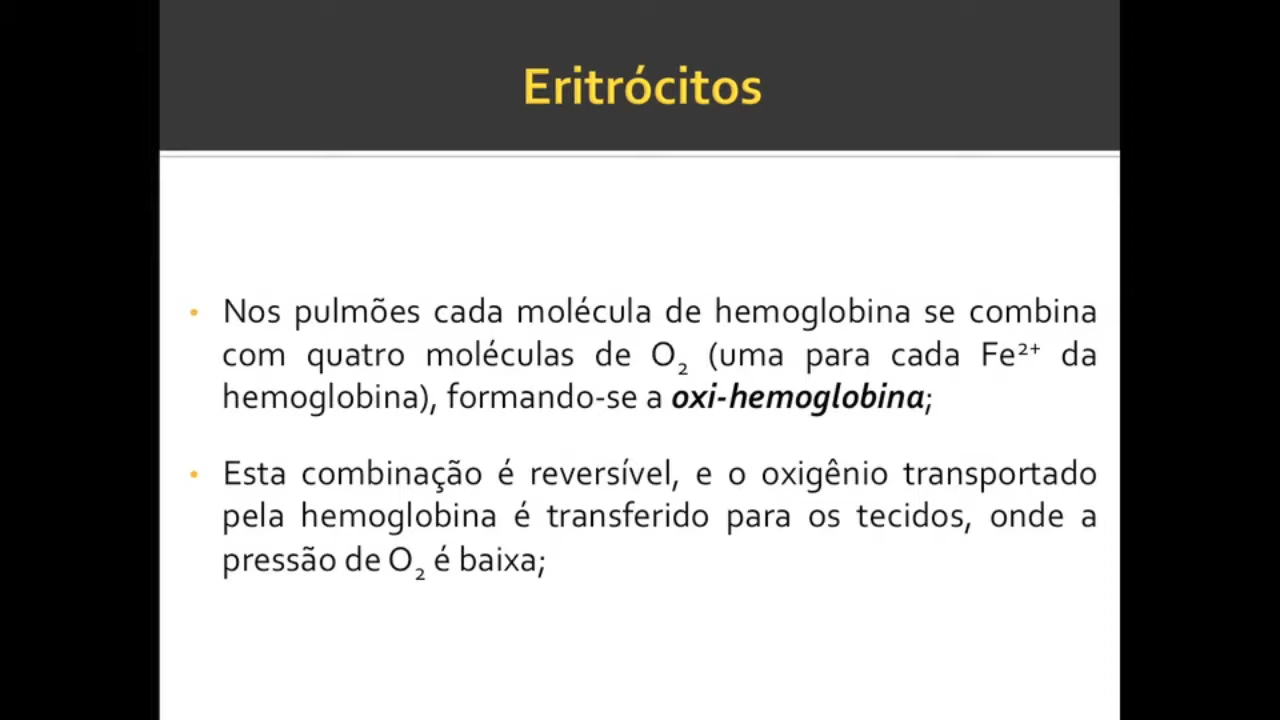 Eritrócitos
• Nos pulmões cada molécula de hemoglobina se combina
com quatro moléculas de O₂ (uma para cada Fe²⁺ da
hemoglobina), formando-se a oxi-hemoglobina;
• Esta combinação é reversível, e o oxigênio transportado
pela hemoglobina é transferido para os tecidos, onde a
pressão de O₂ é baixa;